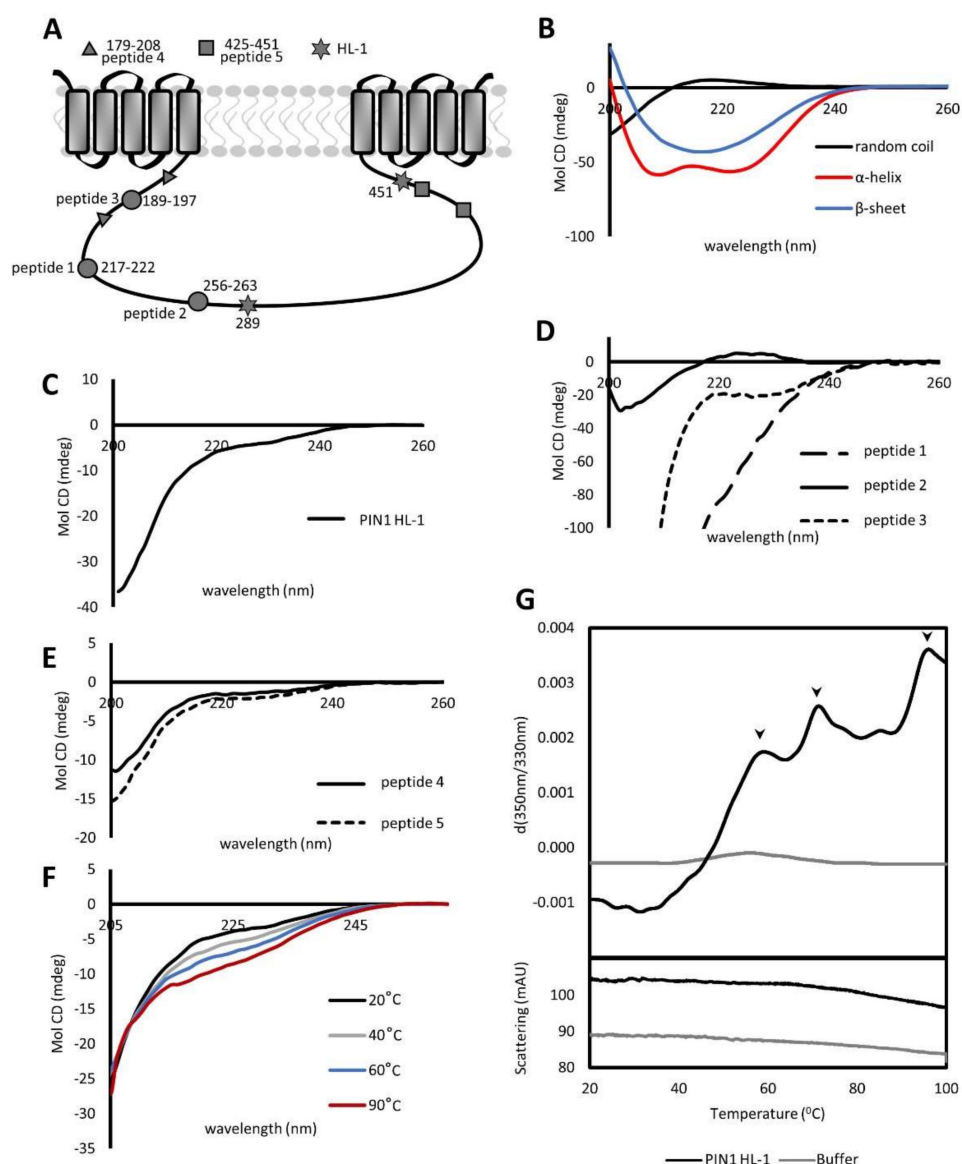 A
179-208
peptide 4
425-451
peptide 5
HL-1
peptide 3
189-197
451
peptide 1
217-222
256-263
peptide 2
289
B
0
200
220
240
260
-50
-100
Mol CD (mdeg)
random coil
α-helix
β-sheet
wavelength (nm)
C
10
0
200
220
240
260
-10
-20
-30
-40
Mol CD (mdeg)
PIN1 HL-1
wavelength (nm)
D
0
200
220
240
260
-20
-40
-60
-80
-100
Mol CD (mdeg)
peptide 1
peptide 2
peptide 3
wavelength (nm)
E
5
0
200
220
240
260
-5
-10
-15
-20
Mol CD (mdeg)
peptide 4
peptide 5
wavelength (nm)
F
5
0
205
225
245
-5
-10
-15
-20
-25
-30
-35
Mol CD (mdeg)
20°C
40°C
60°C
90°C
wavelength (nm)
G
0.004
0.003
0.002
0.001
0.000
-0.001
d(350nm/330nm)
100
90
80
Scattering (mAU)
20
40
60
80
100
Temperature (⁰C)
PIN1 HL-1
Buffer